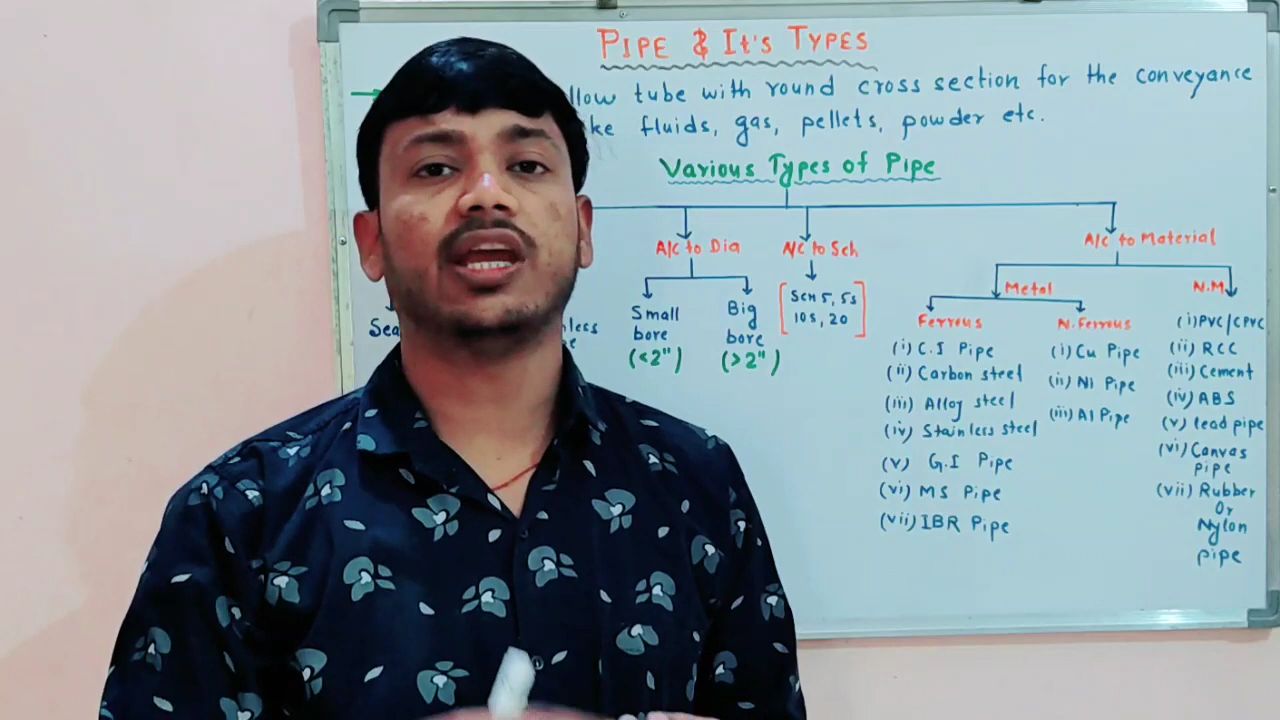 PIPE & It's TYPES
llow tube with round cross section for the conveyance
ke fluids, gas, pellets, powder etc.
Various Types of Pipe
A/C to Dia
A/C to Sch
A/C to Material
Small bore (<2")
Big bore (>2")
Sch 5, 5s
10s, 20
Metal
N.M
Ferrous
(i) C.I Pipe
(ii) Carbon steel
(iii) Alloy steel
(iv) Stainless steel
(v) G.I Pipe
(vi) MS Pipe
(vii) IBR Pipe
N.Ferrous
(i) Cu Pipe
(ii) Ni Pipe
(iii) Al Pipe
(i) PVC/CPVC
(ii) RCC
(iii) Cement
(iv) ABS
(v) lead pipe
(vi) Canvas
pipe
(vii) Rubber
Or
Nylon
pipe